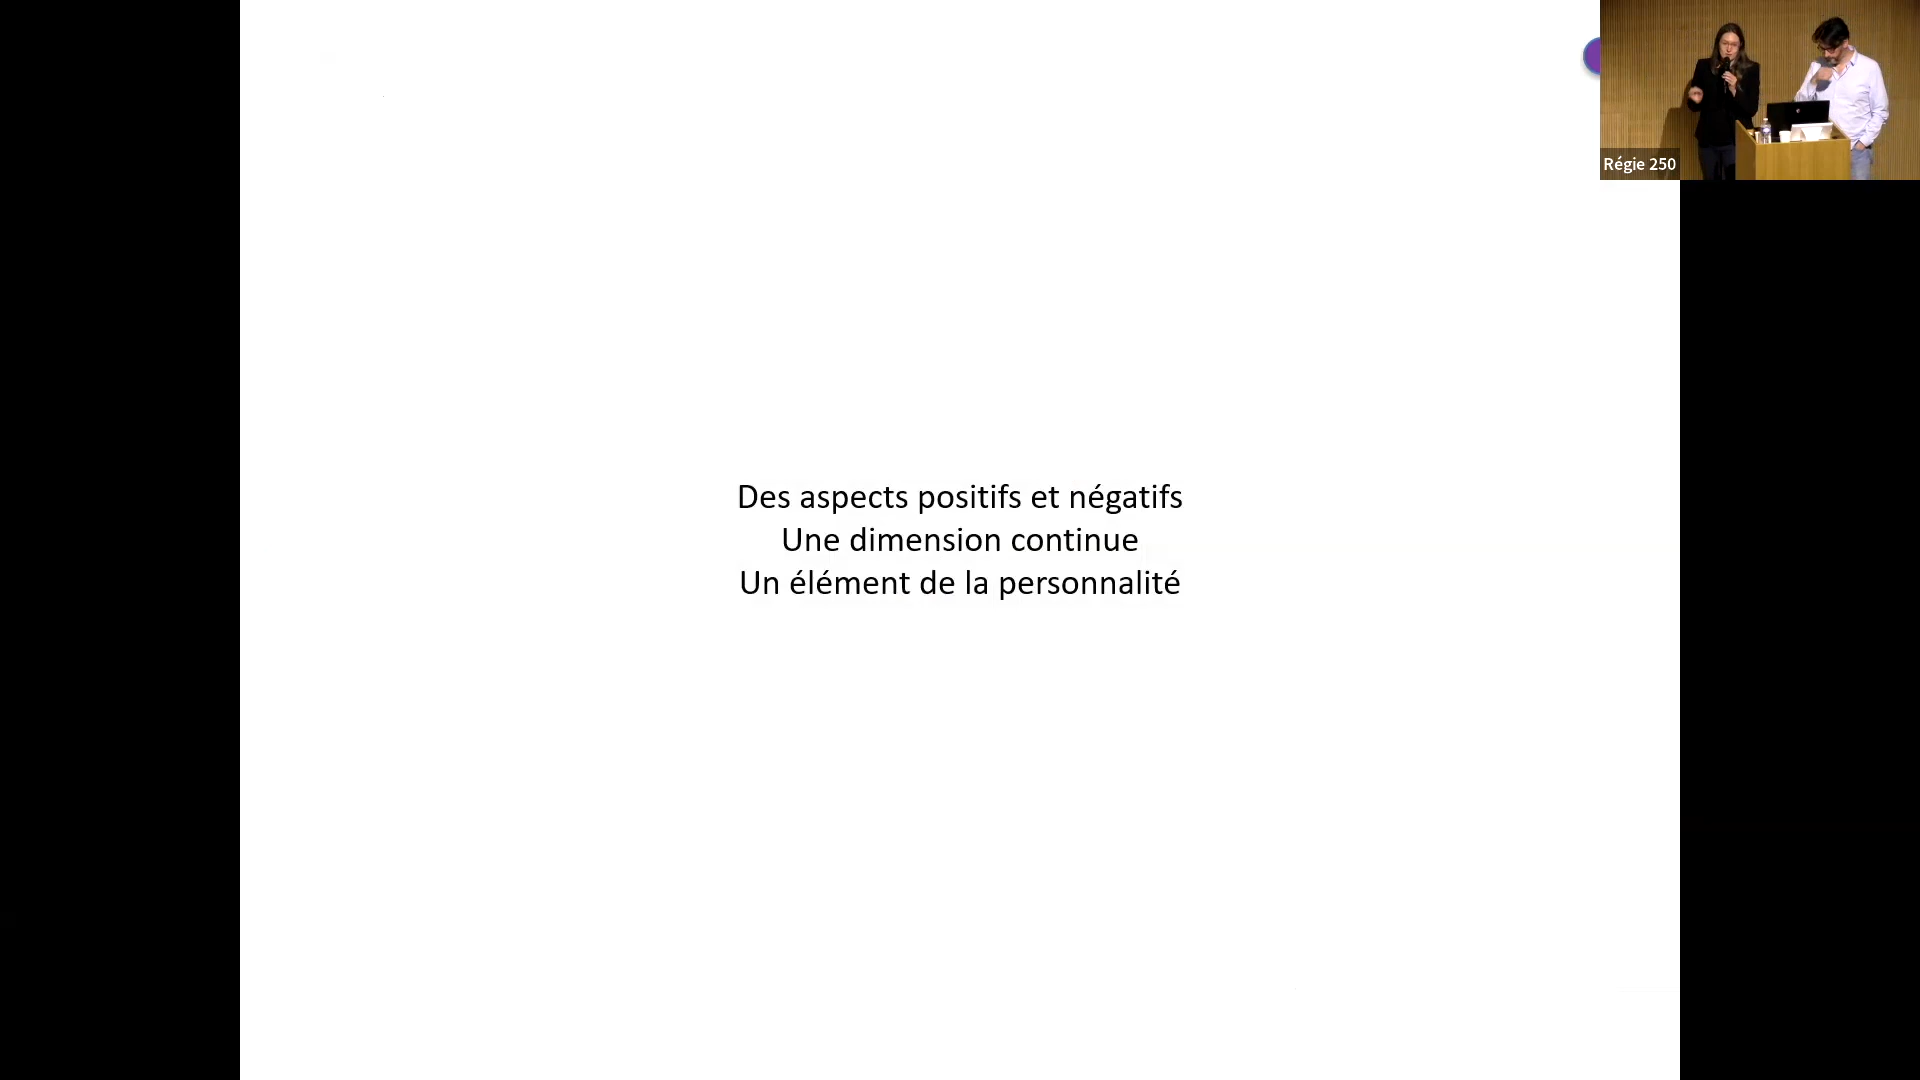 Des aspects positifs et négatifs
Une dimension continue
Un élément de la personnalité
Régie 250